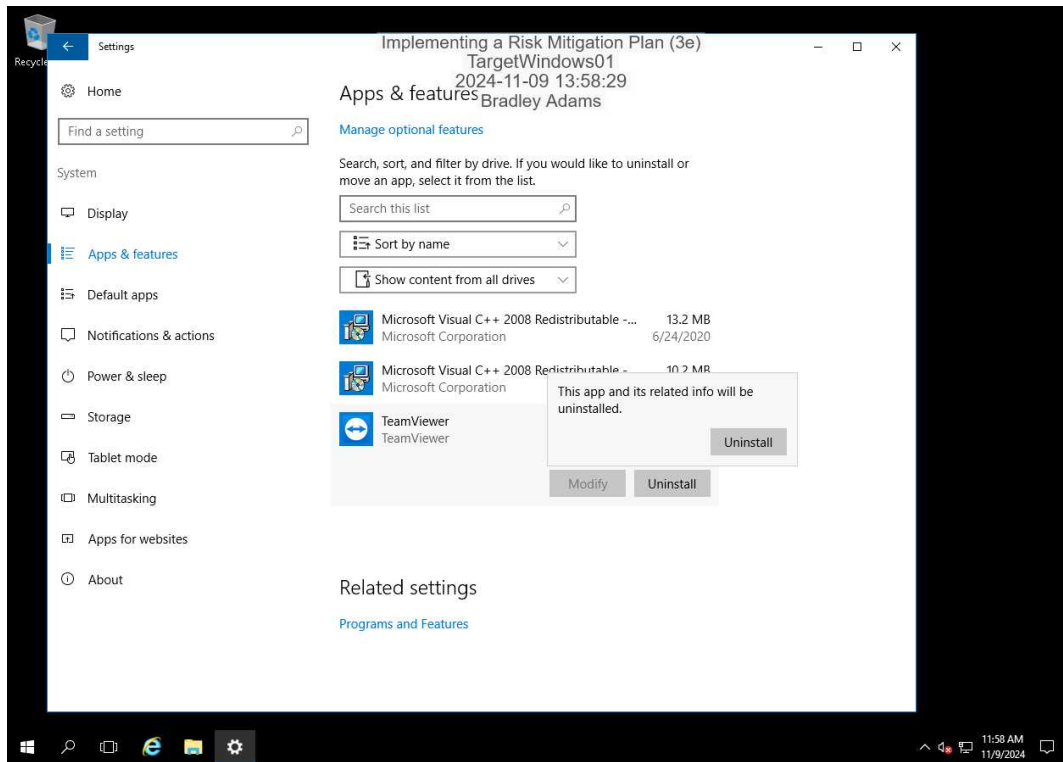 Recycle
Settings
Implementing a Risk Mitigation Plan (3e)
TargetWindows01
2024-11-09 13:58:29
Bradley Adams
Home
Find a setting
System
Display
Apps & features
Default apps
Notifications & actions
Power & sleep
Storage
Tablet mode
Multitasking
Apps for websites
About
Apps & features
Manage optional features
Search, sort, and filter by drive. If you would like to uninstall or
move an app, select it from the list.
Search this list
Sort by name
Show content from all drives
Microsoft Visual C++ 2008 Redistributable -... 13.2 MB
Microsoft Corporation 6/24/2020
Microsoft Visual C++ 2008 Redistributable - 10.2 MB
Microsoft Corporation
This app and its related info will be
uninstalled.
Uninstall
TeamViewer
TeamViewer
Modify Uninstall
Related settings
Programs and Features
11:58 AM
11/9/2024